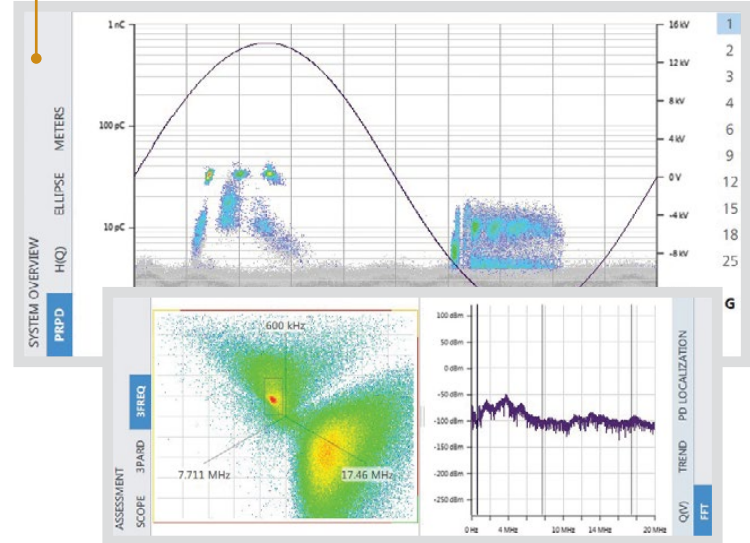 SYSTEM OVERVIEW
PRPD
H(Q)
ELLIPSE
METERS
1 nC
100 pC
10 pC
16 kV
12 kV
8 kV
4 kV
0 V
-4 kV
-8 kV
1
2
3
4
6
9
12
15
18
25
G
ASSESSMENT
SCOPE
3PARD
3FREQ
600 kHz
7.711 MHz
17.46 MHz
100 dBm
50 dBm
0 dBm
-50 dBm
-100 dBm
-150 dBm
-200 dBm
-250 dBm
0 Hz
4 MHz
10 MHz
14 MHz
20 MHz
PD LOCALIZATION
TREND
Q(V)
FFT